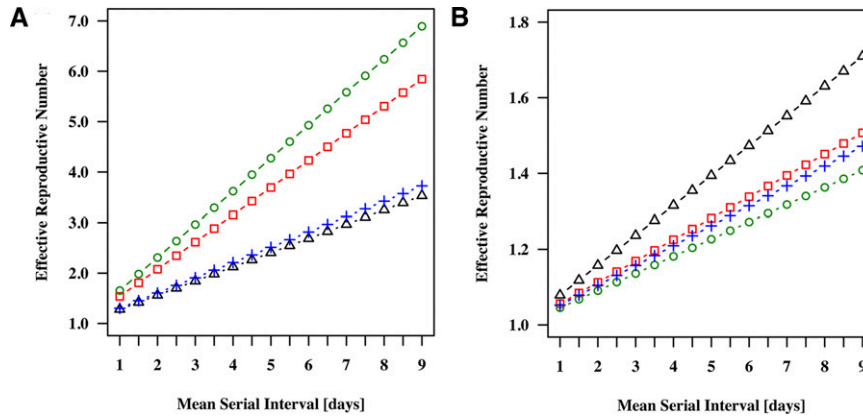 A
Effective Reproductive Number
7.0
6.0
5.0
4.0
3.0
2.0
1.0
1 2 3 4 5 6 7 8 9
Mean Serial Interval [days]
B
Effective Reproductive Number
1.8
1.6
1.4
1.2
1.0
1 2 3 4 5 6 7 8 9
Mean Serial Interval [days]